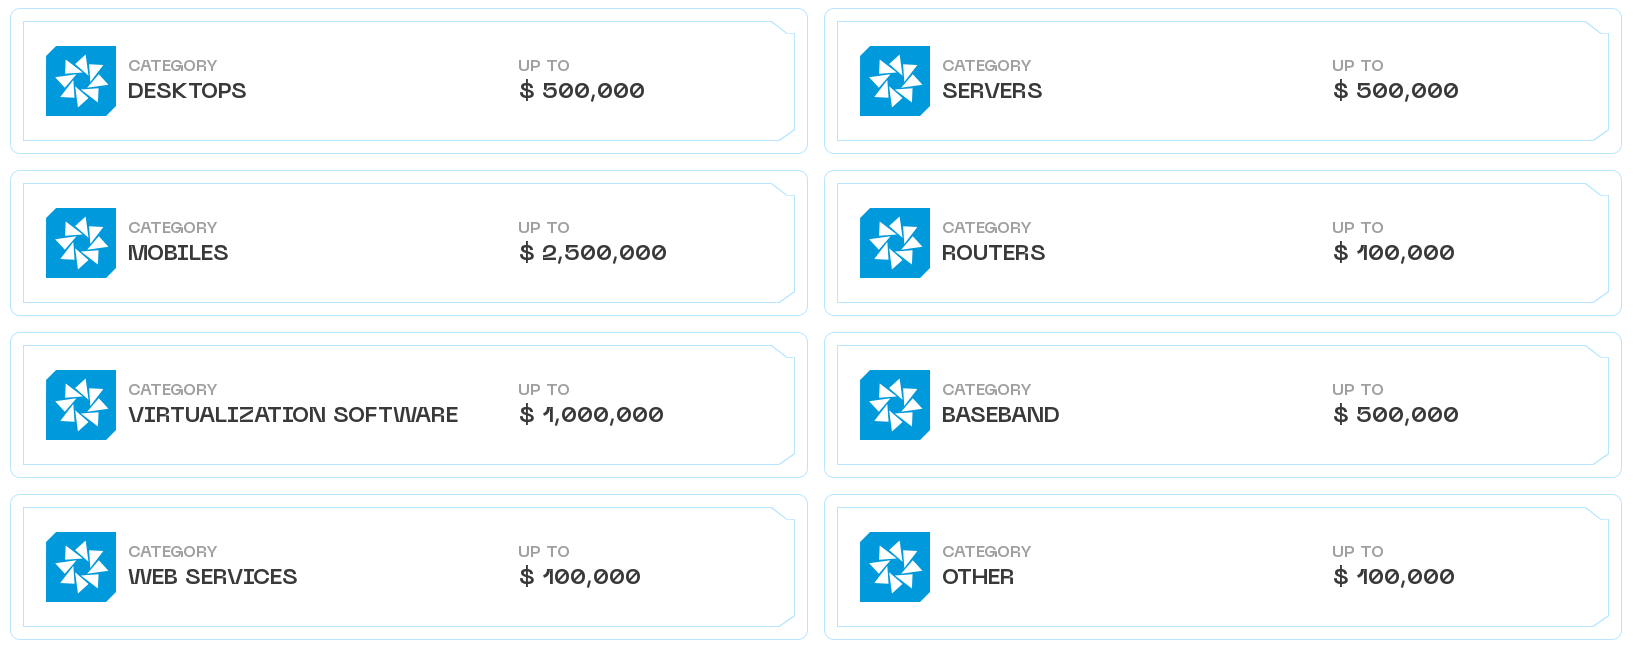 CATEGORY
DESKTOPS
UP TO
$ 500,000
CATEGORY
SERVERS
UP TO
$ 500,000
CATEGORY
MOBILES
UP TO
$ 2,500,000
CATEGORY
ROUTERS
UP TO
$ 100,000
CATEGORY
VIRTUALIZATION SOFTWARE
UP TO
$ 1,000,000
CATEGORY
BASEBAND
UP TO
$ 500,000
CATEGORY
WEB SERVICES
UP TO
$ 100,000
CATEGORY
OTHER
UP TO
$ 100,000